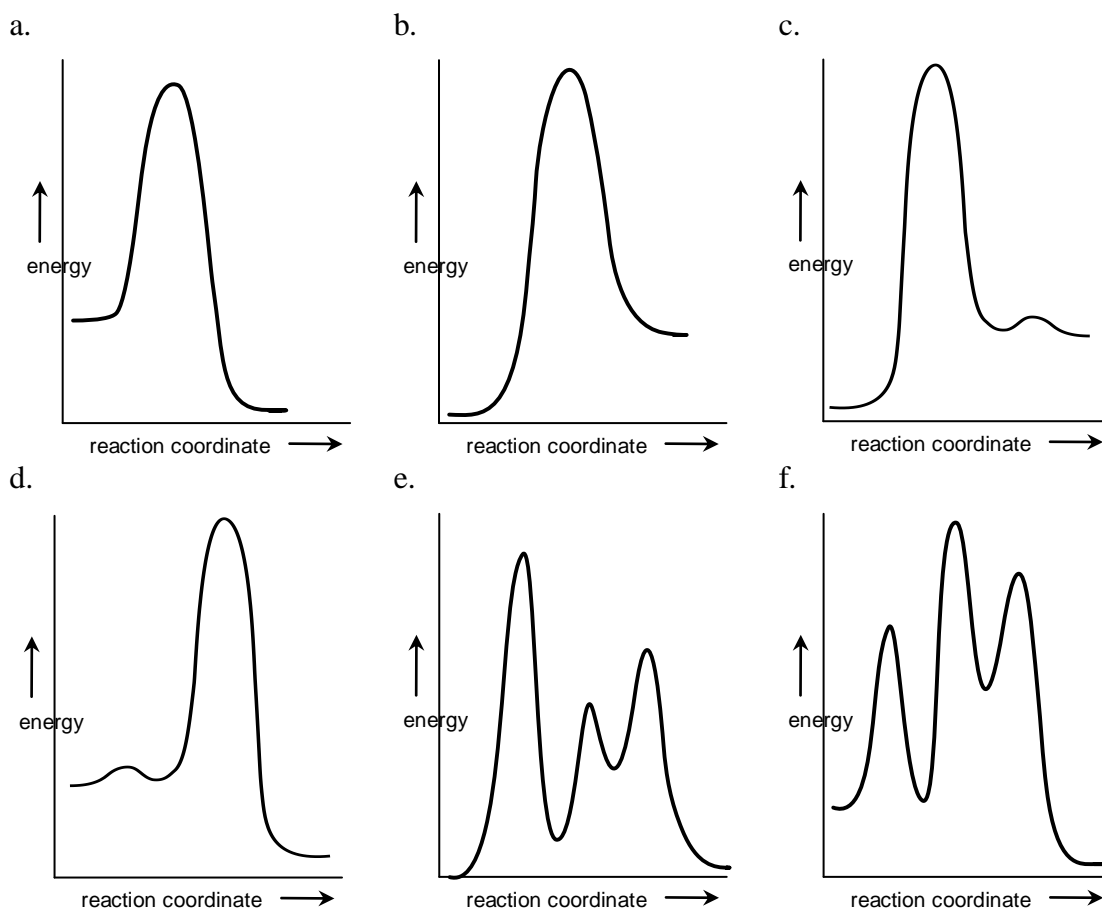 a.
b.
c.
energy
energy
energy
reaction coordinate
reaction coordinate
reaction coordinate
d.
e.
f.
energy
energy
energy
reaction coordinate
reaction coordinate
reaction coordinate